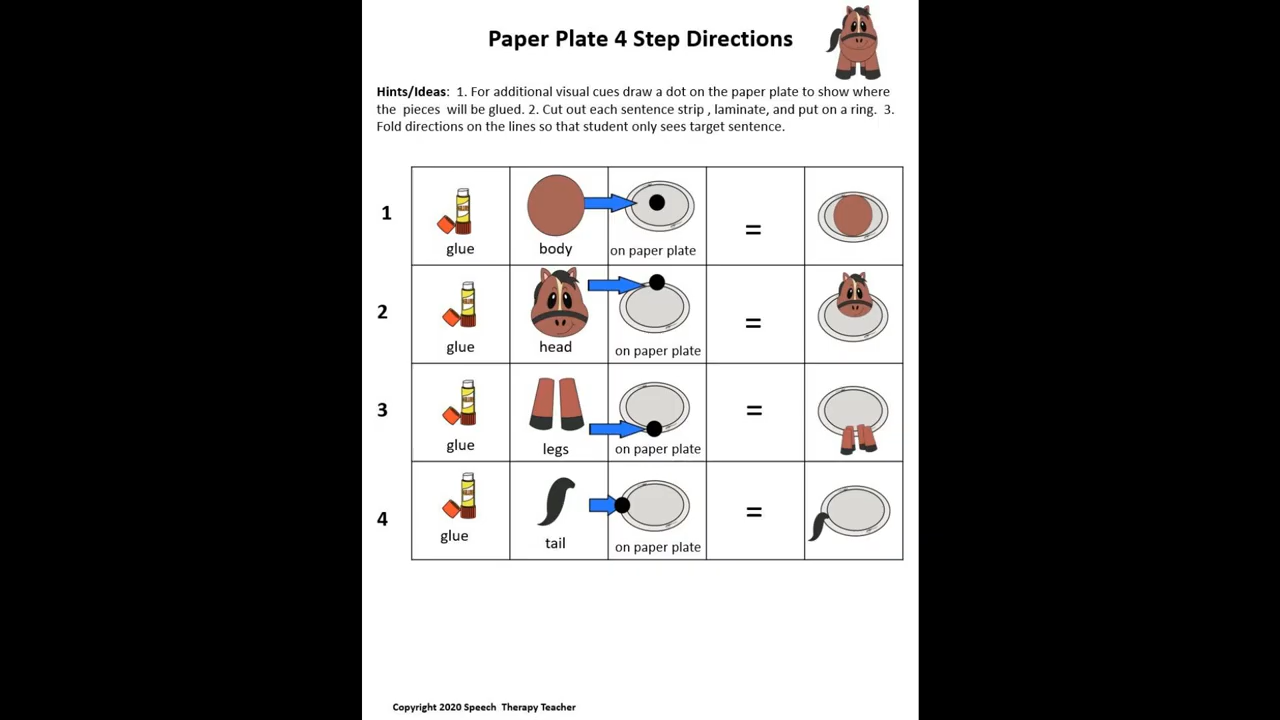 Paper Plate 4 Step Directions
Hints/Ideas:  1. For additional visual cues draw a dot on the paper plate to show where
the  pieces  will be glued. 2. Cut out each sentence strip , laminate, and put on a ring.  3.
Fold directions on the lines so that student only sees target sentence.
1
glue
body
on paper plate
=
2
glue
head
on paper plate
=
3
glue
legs
on paper plate
=
4
glue
tail
on paper plate
=
Copyright 2020 Speech  Therapy Teacher